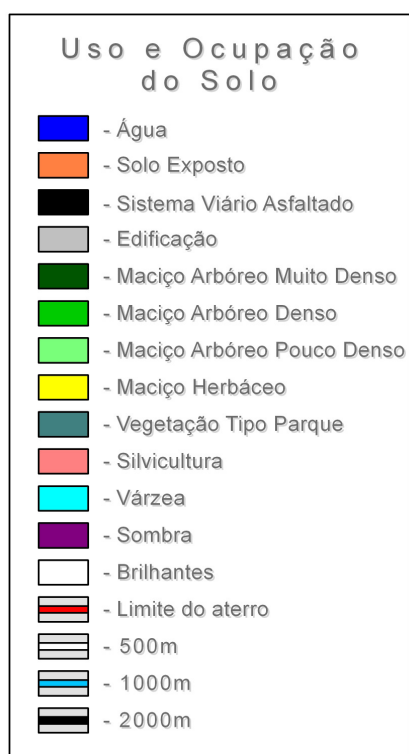 Uso e Ocupação
do Solo
- Água
- Solo Exposto
- Sistema Viário Asfaltado
- Edificação
- Maciço Arbóreo Muito Denso
- Maciço Arbóreo Denso
- Maciço Arbóreo Pouco Denso
- Maciço Herbáceo
- Vegetação Tipo Parque
- Silvicultura
- Várzea
- Sombra
- Brilhantes
- Limite do aterro
- 500m
- 1000m
- 2000m